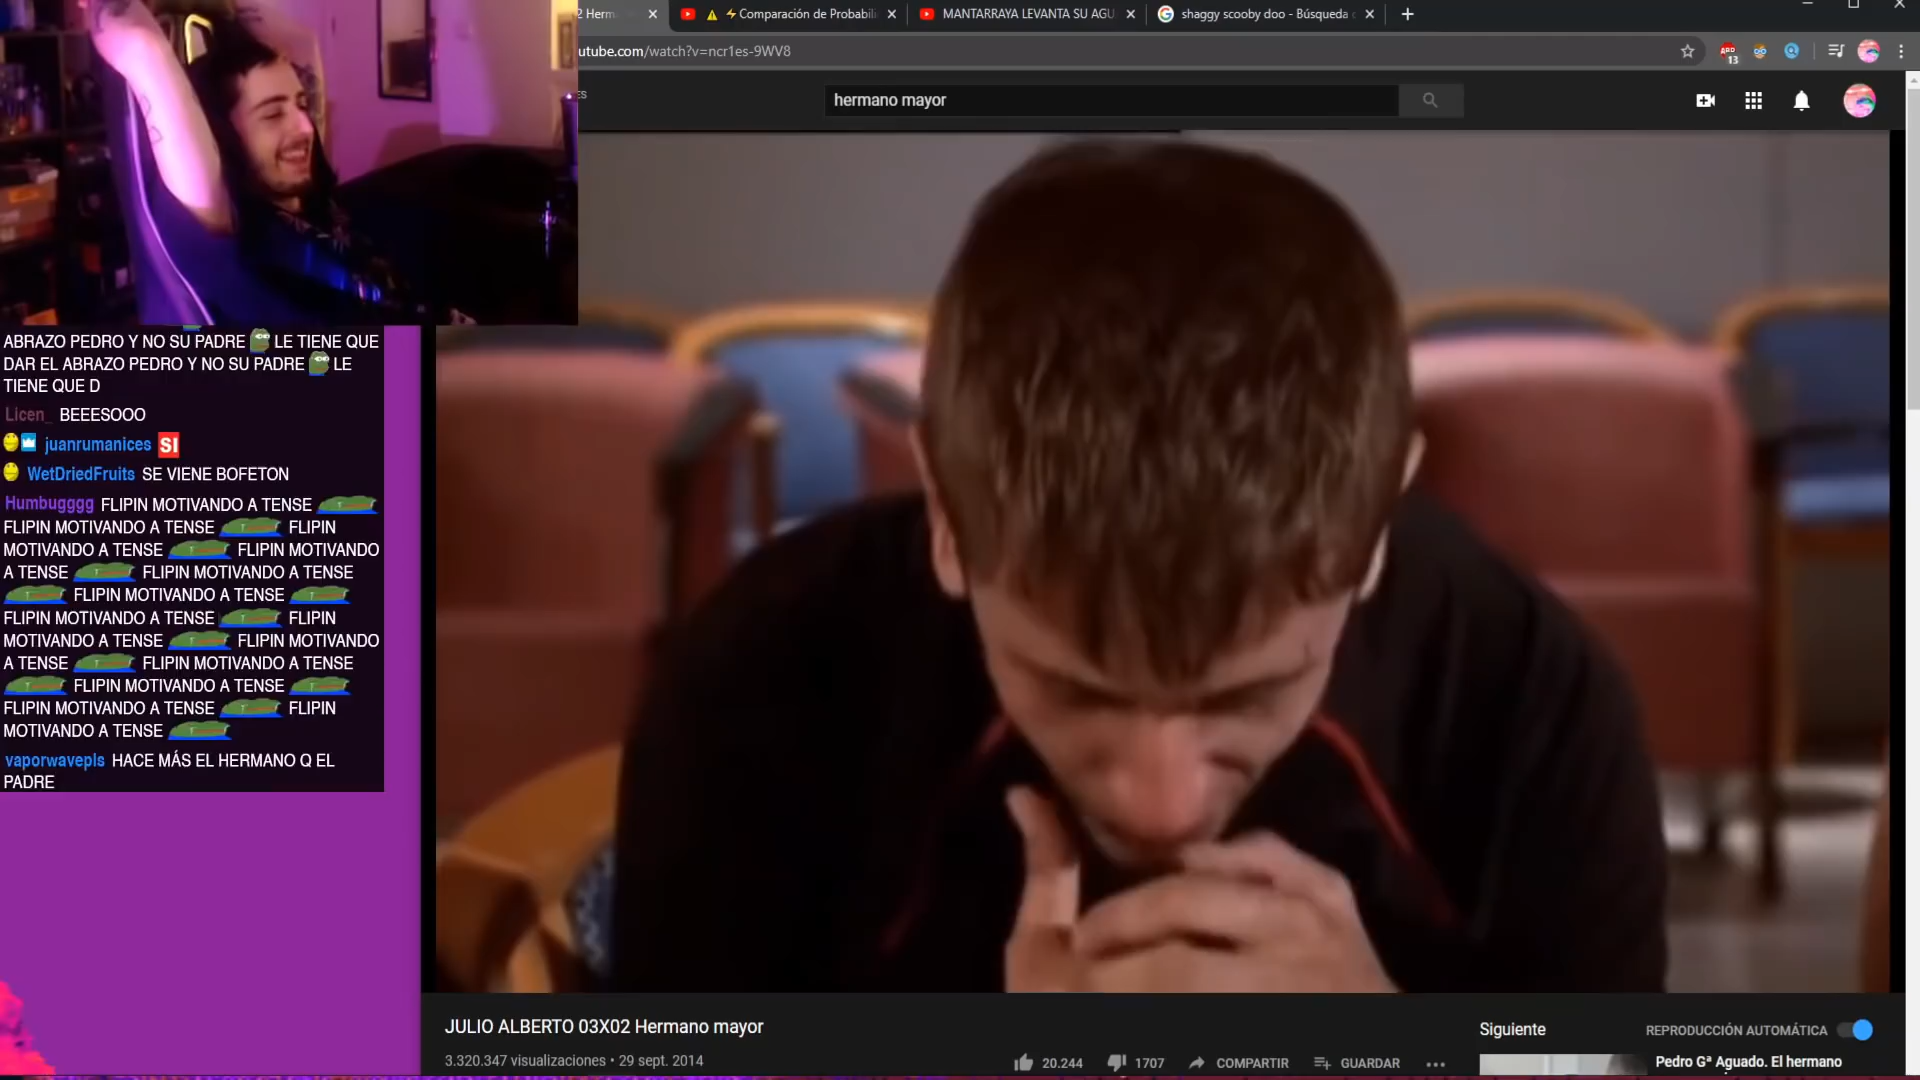 2 Herm
Comparación de Probabili
MANTARRAYA LEVANTA SU AGU
shaggy scooby doo - Búsqueda
utube.com/watch?v=ncr1es-9WV8
13
ES
hermano mayor
ABRAZO PEDRO Y NO SU PADRE LE TIENE QUE
DAR EL ABRAZO PEDRO Y NO SU PADRE LE
TIENE QUE D
Licen_ BEEESOOO
juanrumanices SI
WetDriedFruits SE VIENE BOFETON
Humbugggg FLIPIN MOTIVANDO A TENSE
FLIPIN MOTIVANDO A TENSE FLIPIN
MOTIVANDO A TENSE FLIPIN MOTIVANDO
A TENSE FLIPIN MOTIVANDO A TENSE
FLIPIN MOTIVANDO A TENSE
FLIPIN MOTIVANDO A TENSE FLIPIN
MOTIVANDO A TENSE FLIPIN MOTIVANDO
A TENSE FLIPIN MOTIVANDO A TENSE
FLIPIN MOTIVANDO A TENSE
FLIPIN MOTIVANDO A TENSE FLIPIN
MOTIVANDO A TENSE
vaporwavepls HACE MÁS EL HERMANO Q EL
PADRE
JULIO ALBERTO 03X02 Hermano mayor
3.320.347 visualizaciones • 29 sept. 2014
20.244
1707
COMPARTIR
GUARDAR
Siguiente
REPRODUCCIÓN AUTOMÁTICA
Pedro Gª Aguado. El hermano